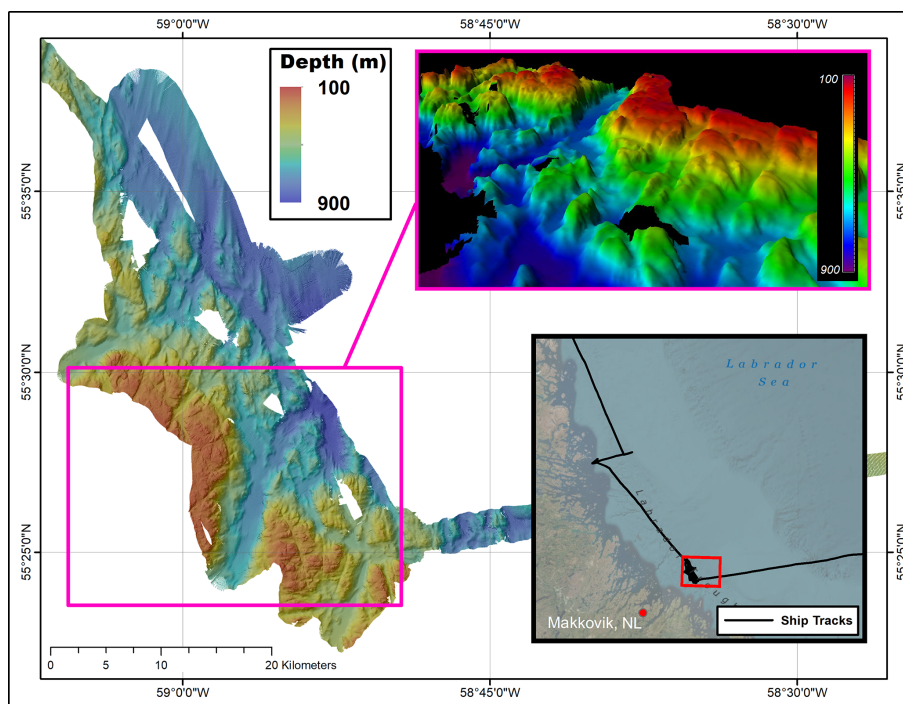 59°0'0"W
58°45'0"W
58°30'0"W
55°35'0"N
55°30'0"N
55°25'0"N
Depth (m)
100
900
100
900
55°35'0"N
55°30'0"N
55°25'0"N
Labrador
Sea
Labrador
Makkovik, NL
Ship Tracks
0 5 10 20 Kilometers
59°0'0"W
58°45'0"W
58°30'0"W